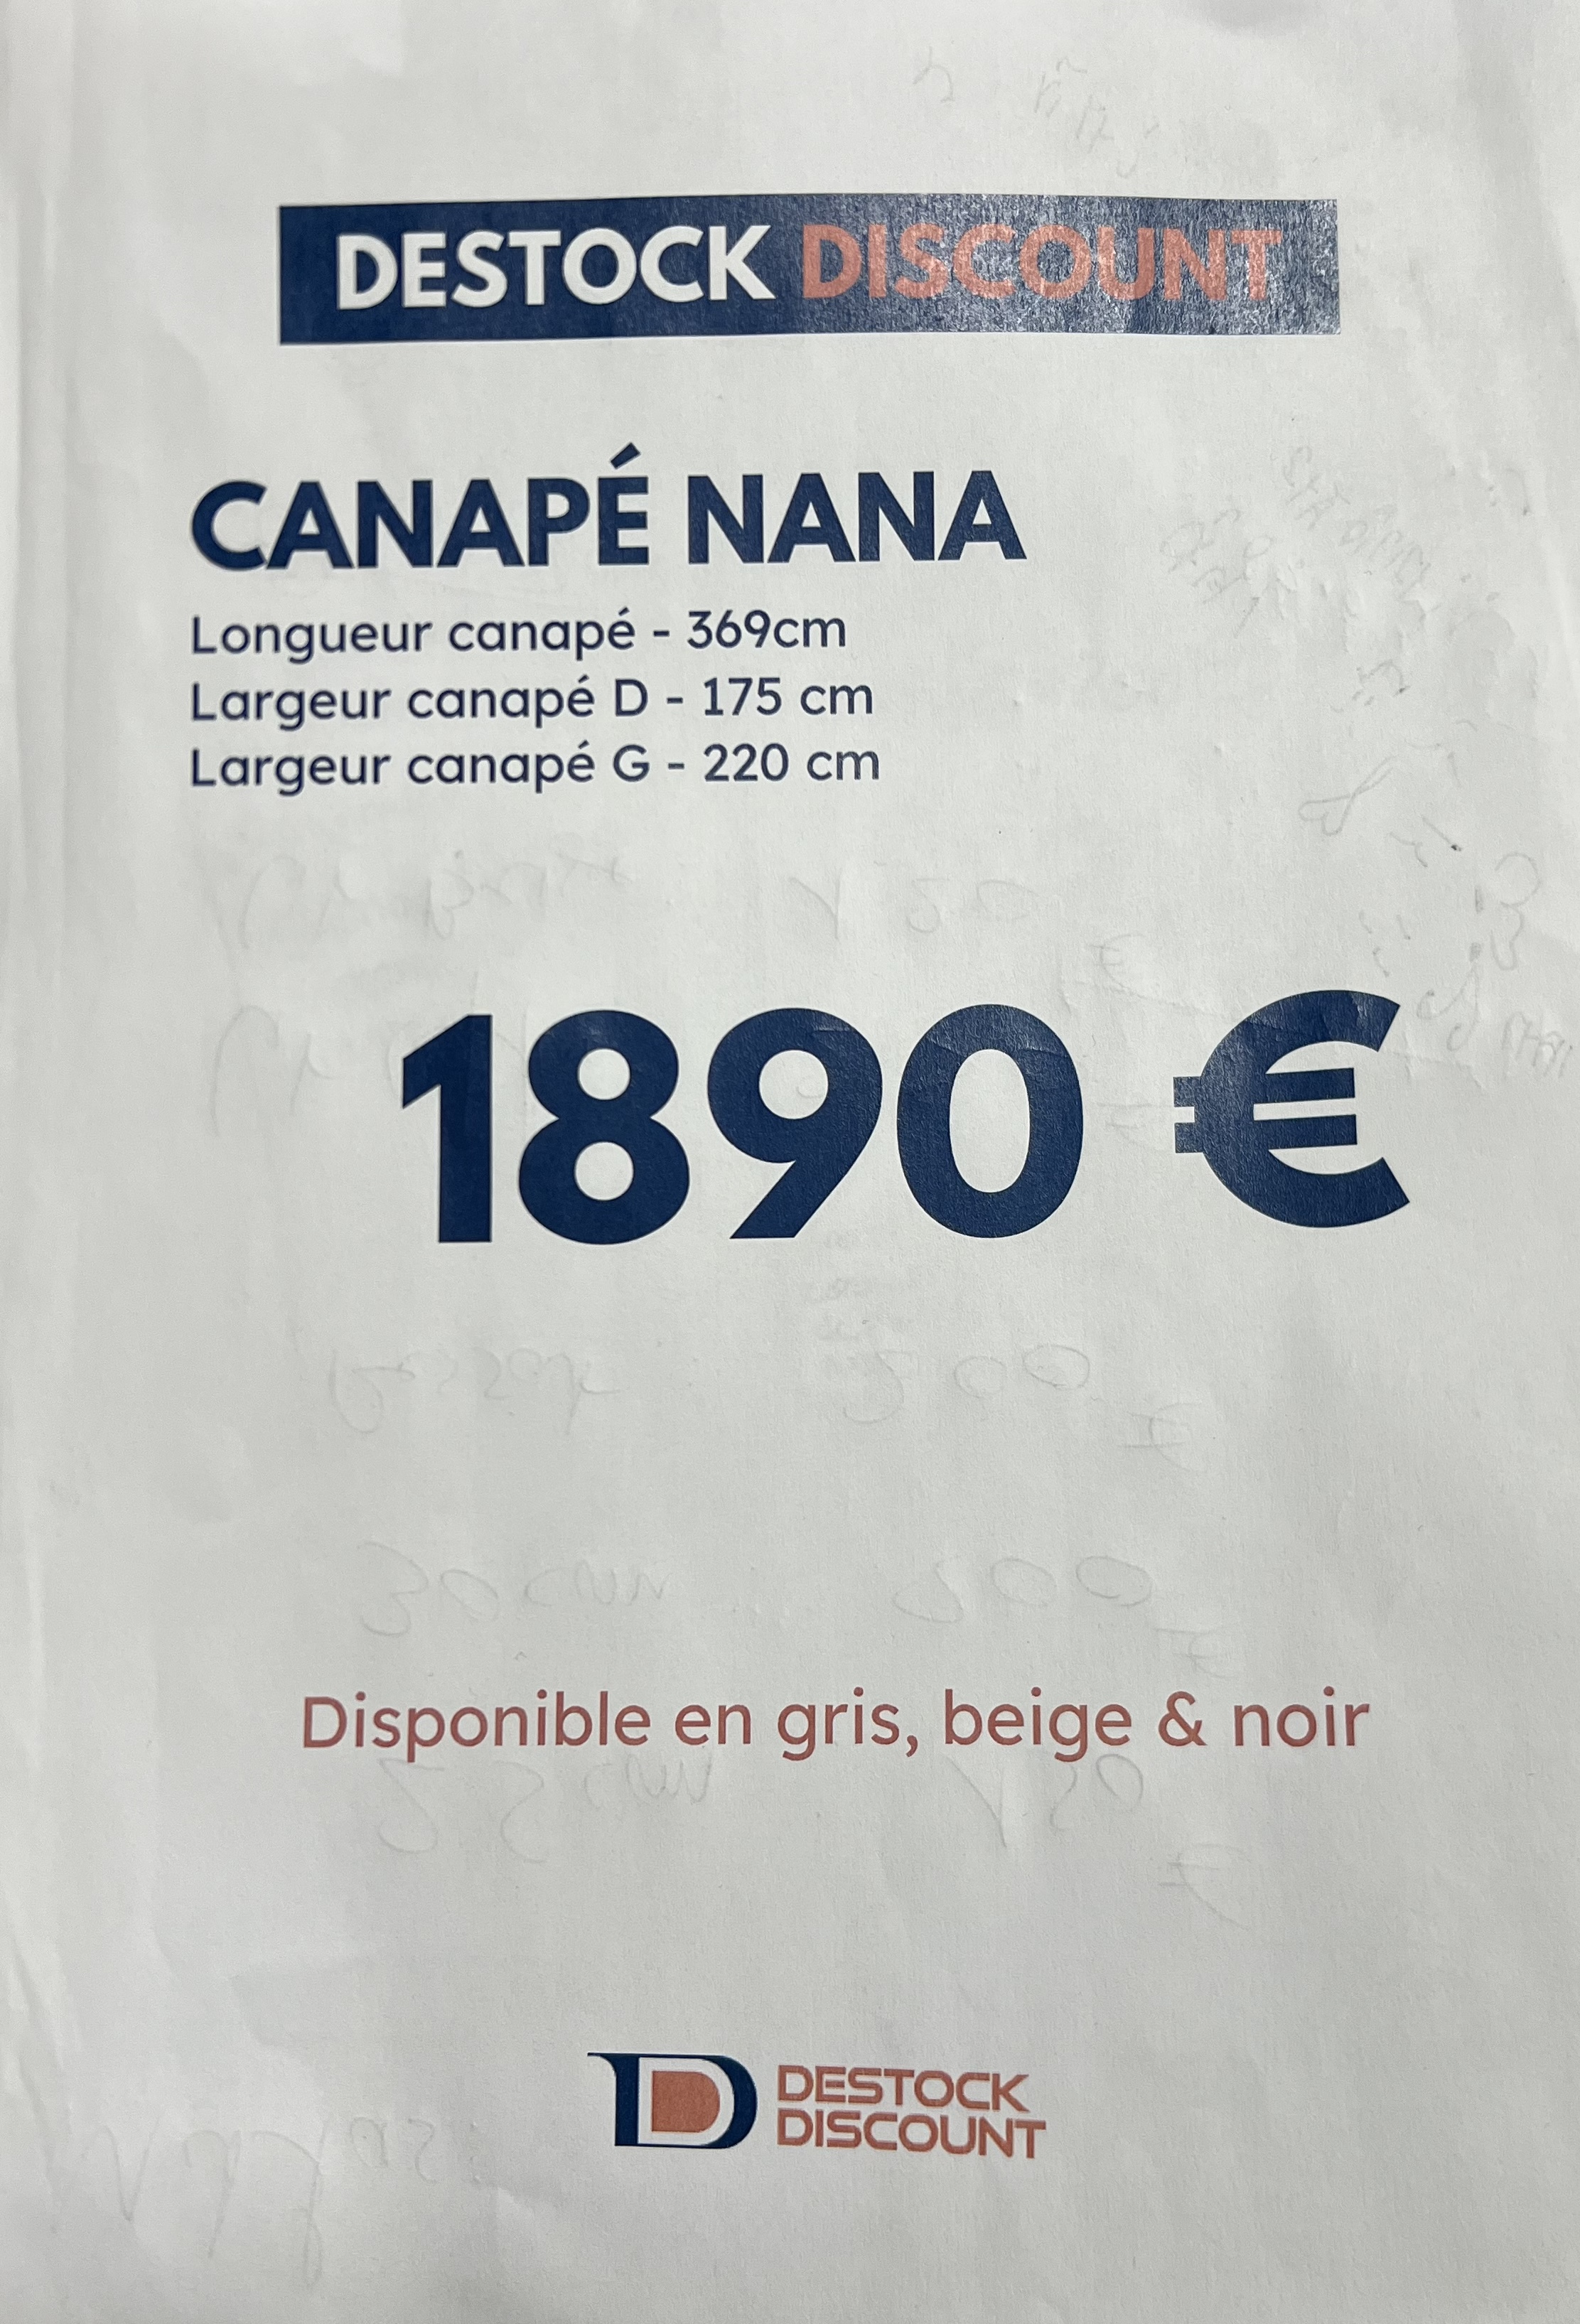 DESTOCK DISCOUNT
CANAPÉ NANA
Longueur canapé - 369cm
Largeur canapé D - 175 cm
Largeur canapé G - 220 cm
1890 €
Disponible en gris, beige & noir
D DESTOCK
DISCOUNT